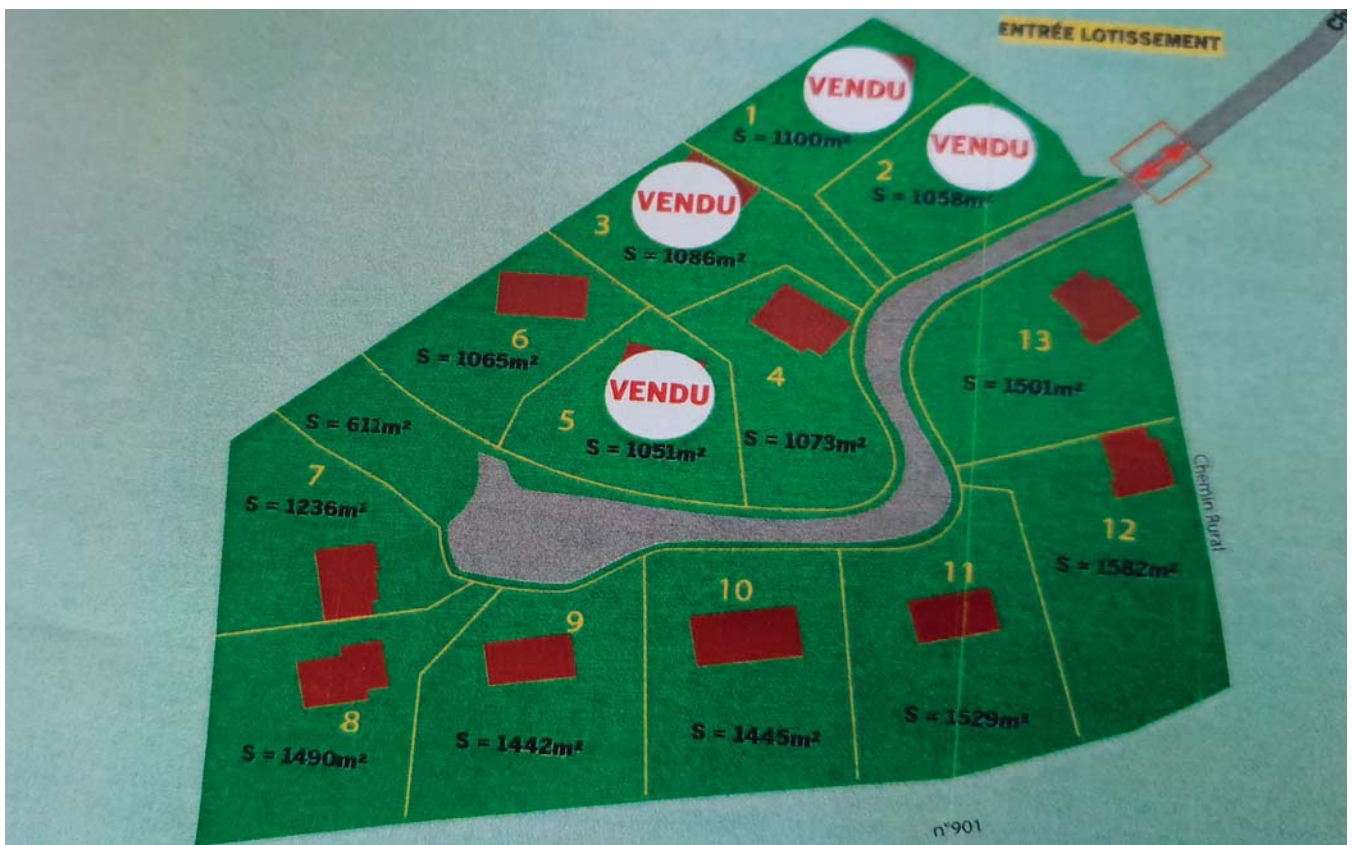 ENTRÉE LOTISSEMENT
VENDU
1
S = 1100m²
VENDU
2
S = 1058m²
VENDU
3
S = 1086m²
6
S = 1065m²
4
S = 1073m²
VENDU
5
S = 1051m²
13
S = 1501m²
S = 611m²
7
S = 1236m²
12
S = 1582m²
Chemin Rural
11
S = 1529m²
10
S = 1445m²
9
S = 1442m²
8
S = 1490m²
n°901